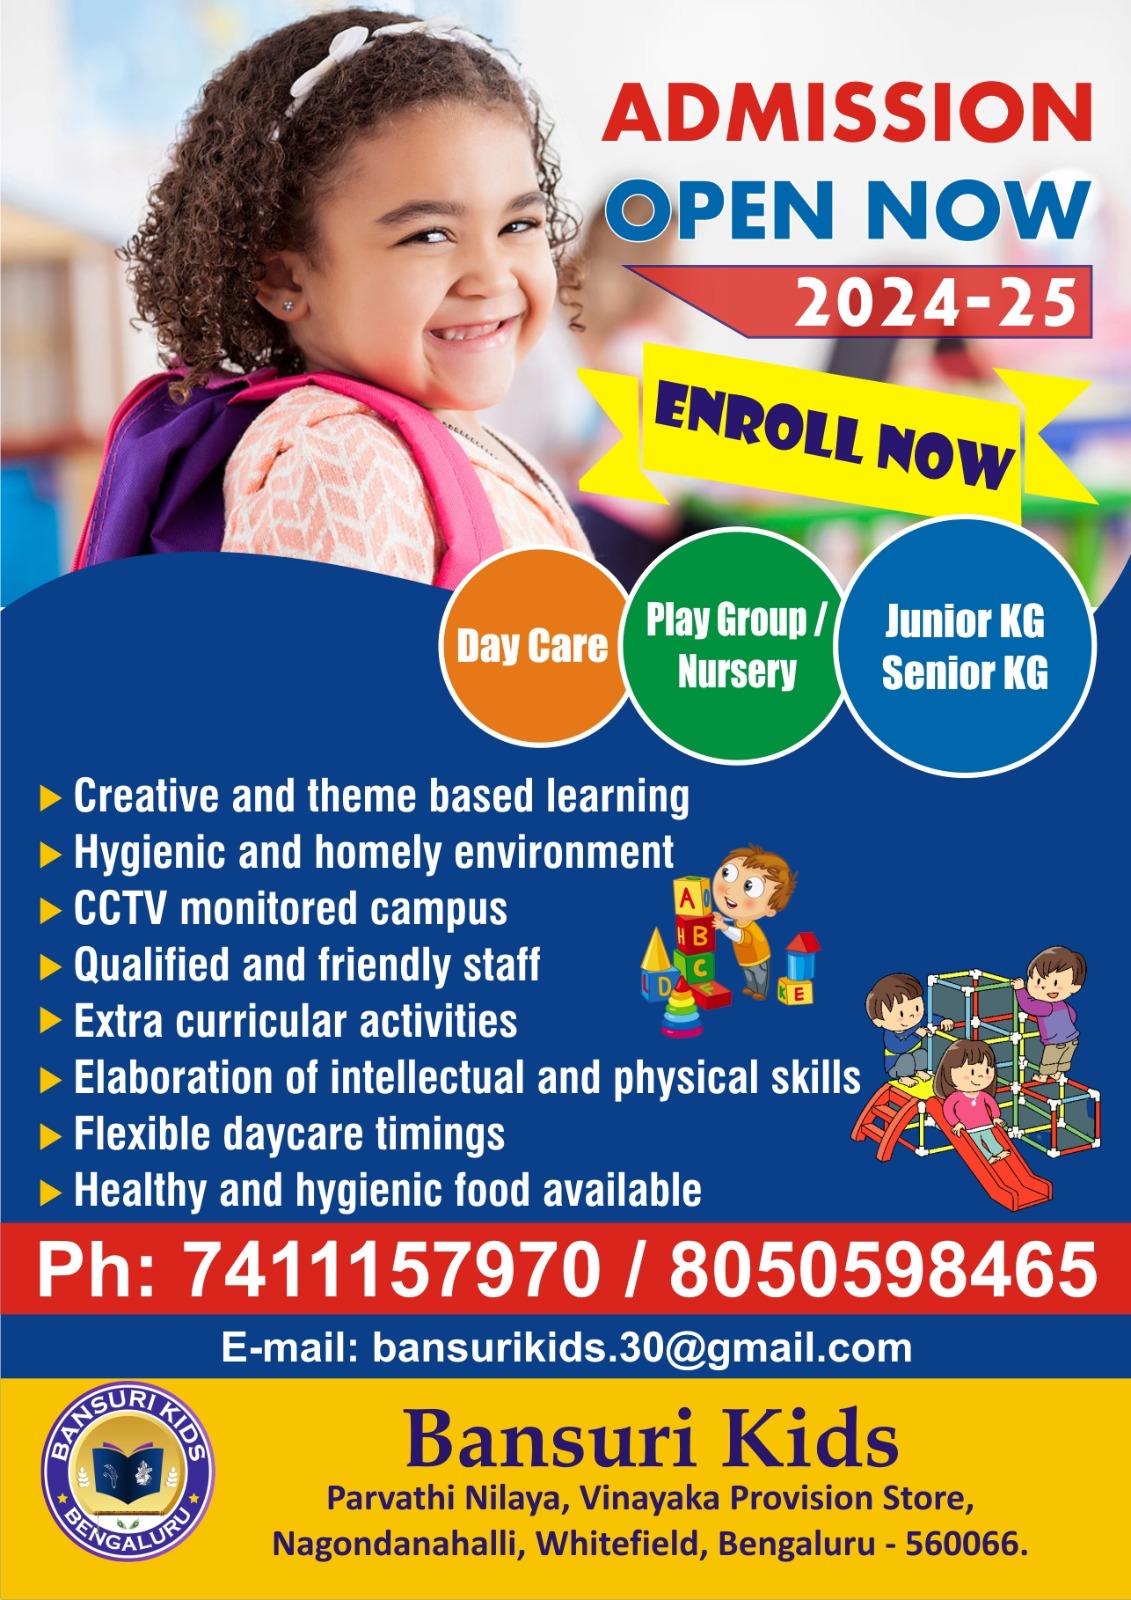 ADMISSION
OPEN NOW
2024-25
ENROLL NOW
Day Care
Play Group /
Nursery
Junior KG
Senior KG
Creative and theme based learning
Hygienic and homely environment
CCTV monitored campus
Qualified and friendly staff
Extra curricular activities
Elaboration of intellectual and physical skills
Flexible daycare timings
Healthy and hygienic food available
A
H B
C
D
F
K E
Ph: 7411157970 / 8050598465
E-mail: bansurikids.30@gmail.com
BANSURI KIDS
BENGALURU
Bansuri Kids
Parvathi Nilaya, Vinayaka Provision Store,
Nagondanahalli, Whitefield, Bengaluru - 560066.